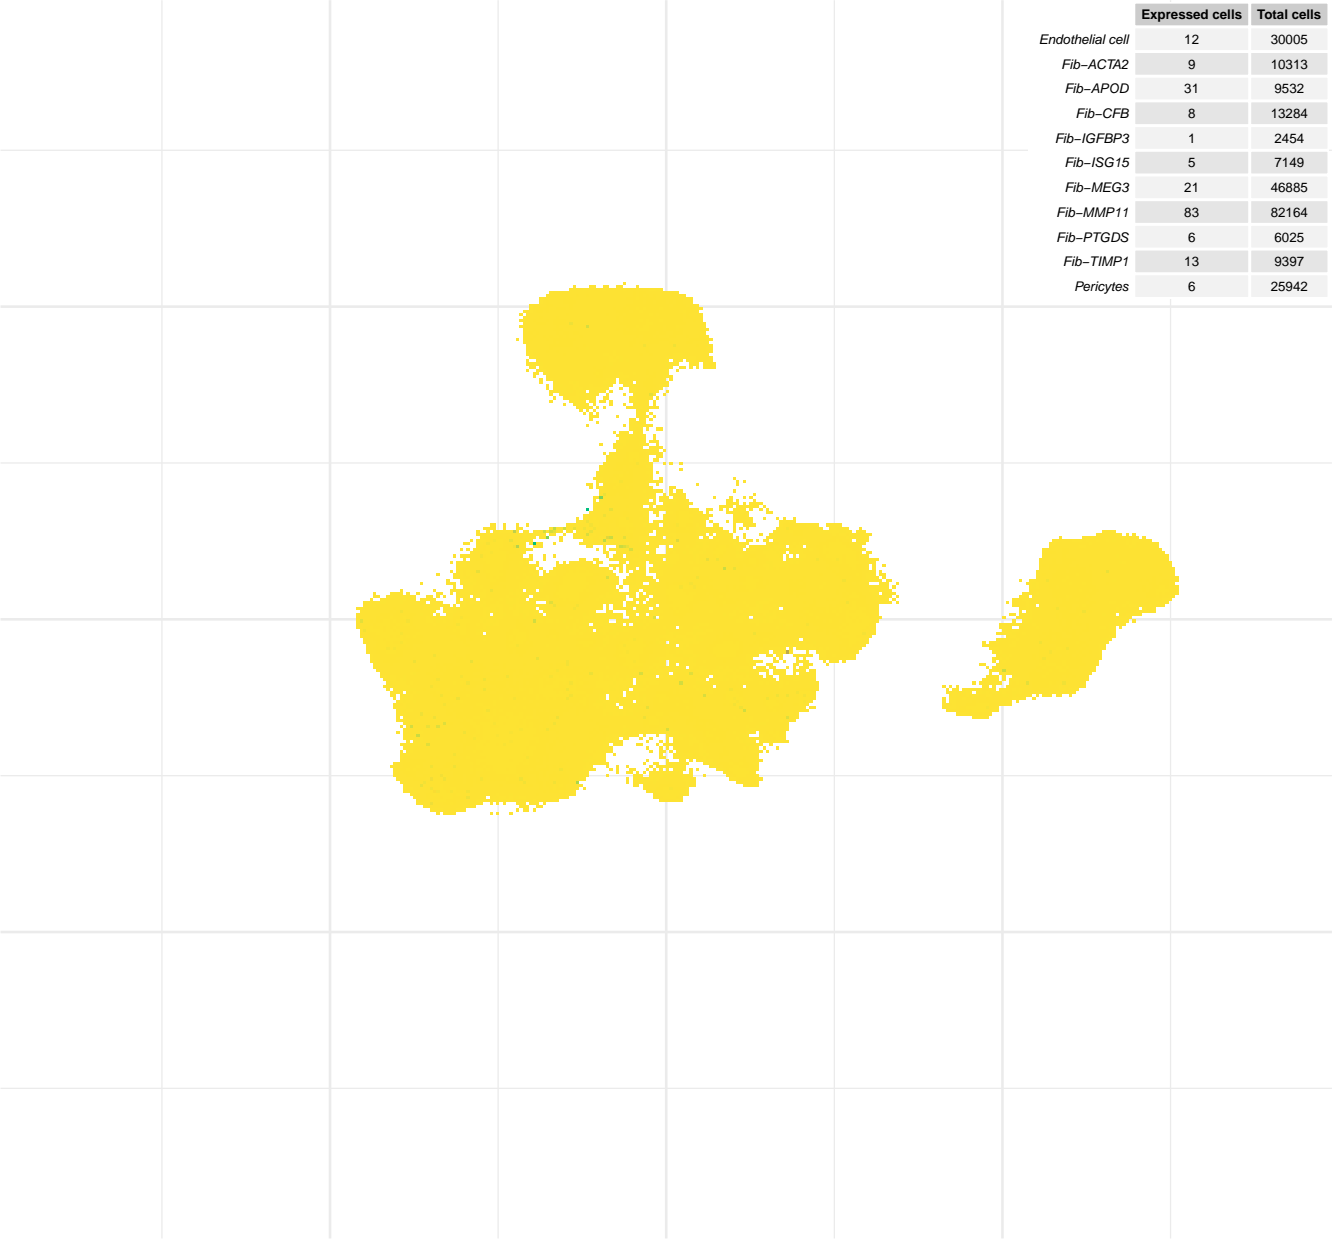 Expressed cells Total cells
Endothelial cell 12 30005
Fib−ACTA2 9 10313
Fib−APOD 31 9532
Fib−CFB 8 13284
Fib−IGFBP3 1 2454
Fib−ISG15 5 7149
Fib−MEG3 21 46885
Fib−MMP11 83 82164
Fib−PTGDS 6 6025
Fib−TIMP1 13 9397
Pericytes 6 25942